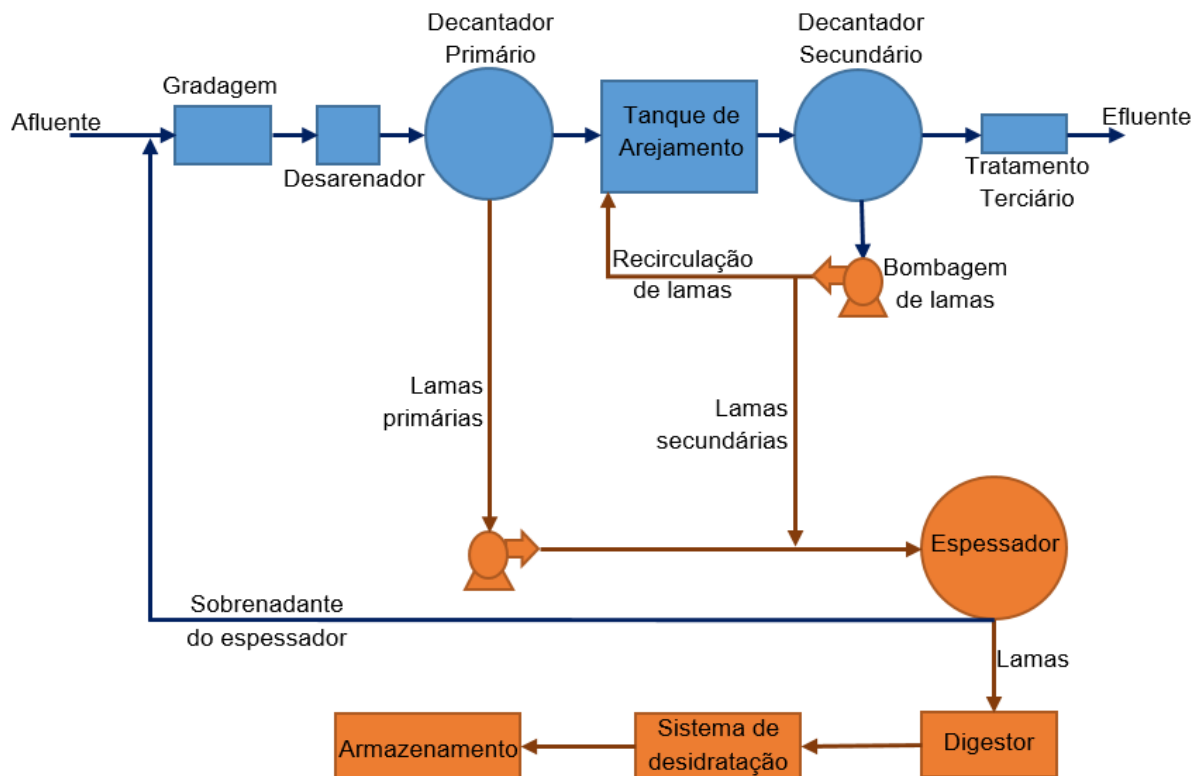 Decantador
Primário
Decantador
Secundário
Gradagem
Afluente
Desarenador
Tanque de
Arejamento
Efluente
Tratamento
Terciário
Recirculação
de lamas
Bombagem
de lamas
Lamas
primárias
Lamas
secundárias
Espessador
Sobrenadante
do espessador
Lamas
Armazenamento
Sistema de
desidratação
Digestor